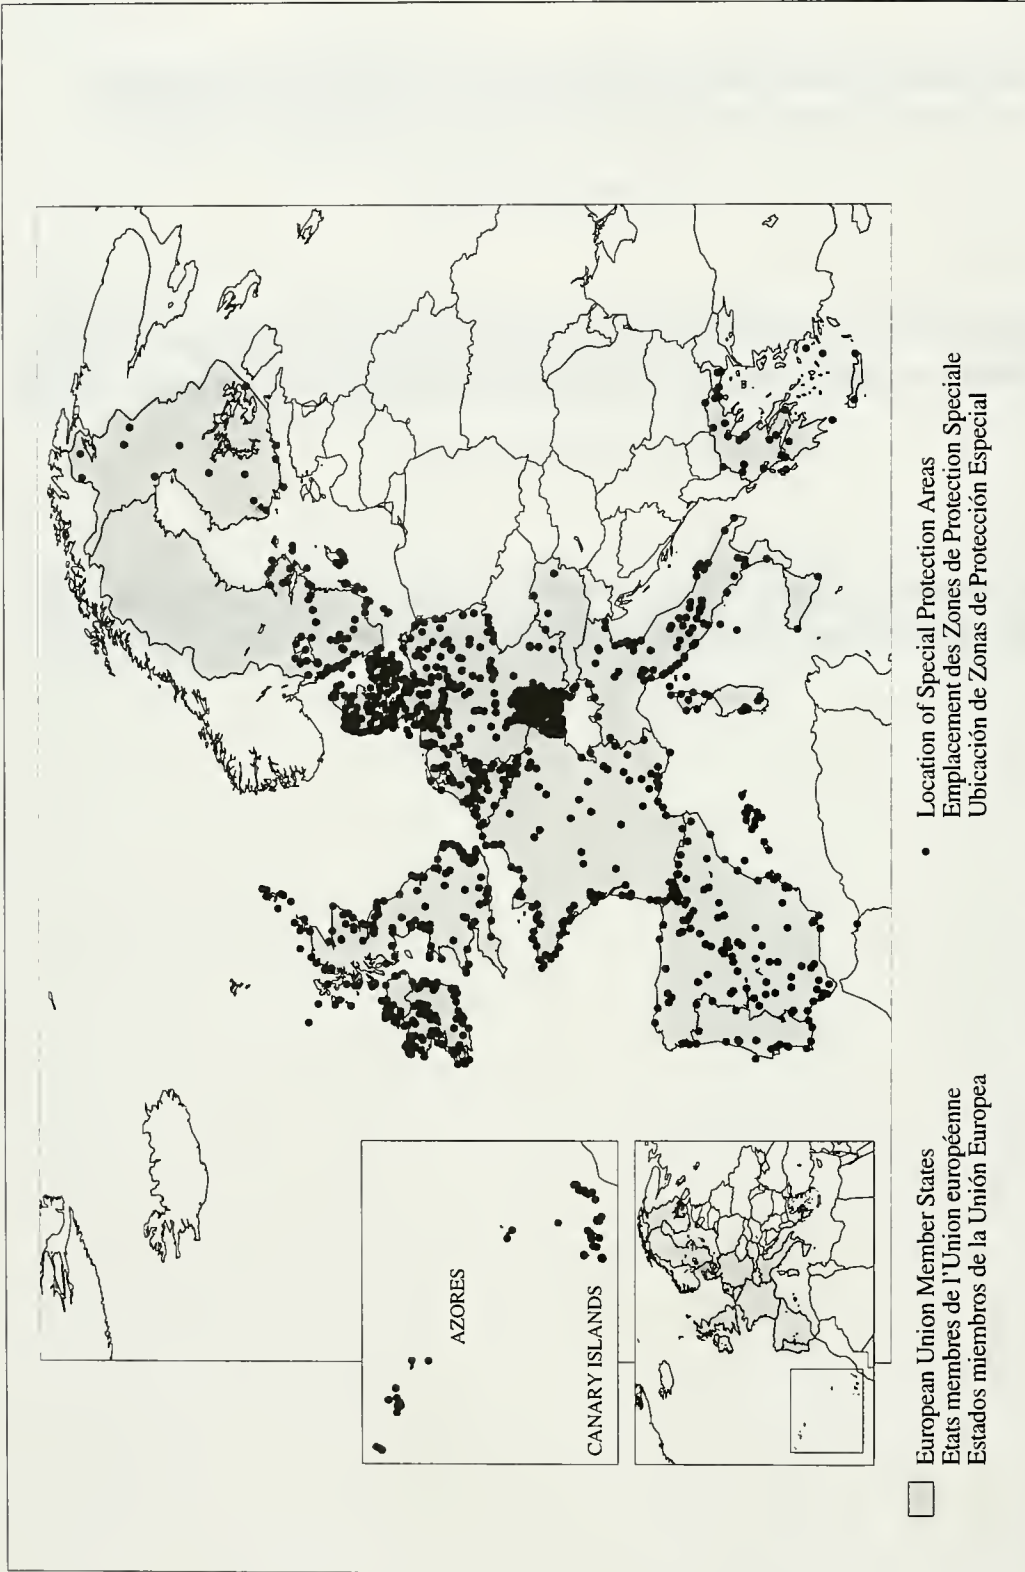 AZORES
CANARY ISLANDS
European Union Member States
Etats membres de l'Union européenne
Estados miembros de la Unión Europea
Location of Special Protection Areas
Emplacement des Zones de Protection Speciale
Ubicación de Zonas de Protección Especial